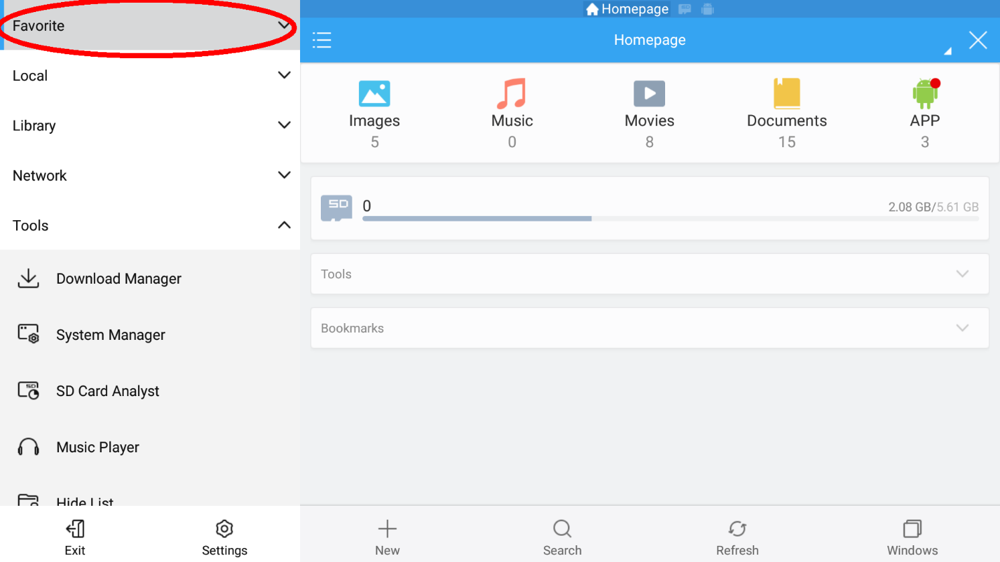 Favorite
Local
Library
Network
Tools
Download Manager
System Manager
SD Card Analyst
Music Player
Hide List
Exit
Settings
Homepage
SD
Homepage
Images
5
Music
0
Movies
8
Documents
15
APP
3
SD
0
2.08 GB/5.61 GB
Tools
Bookmarks
New
Search
Refresh
Windows